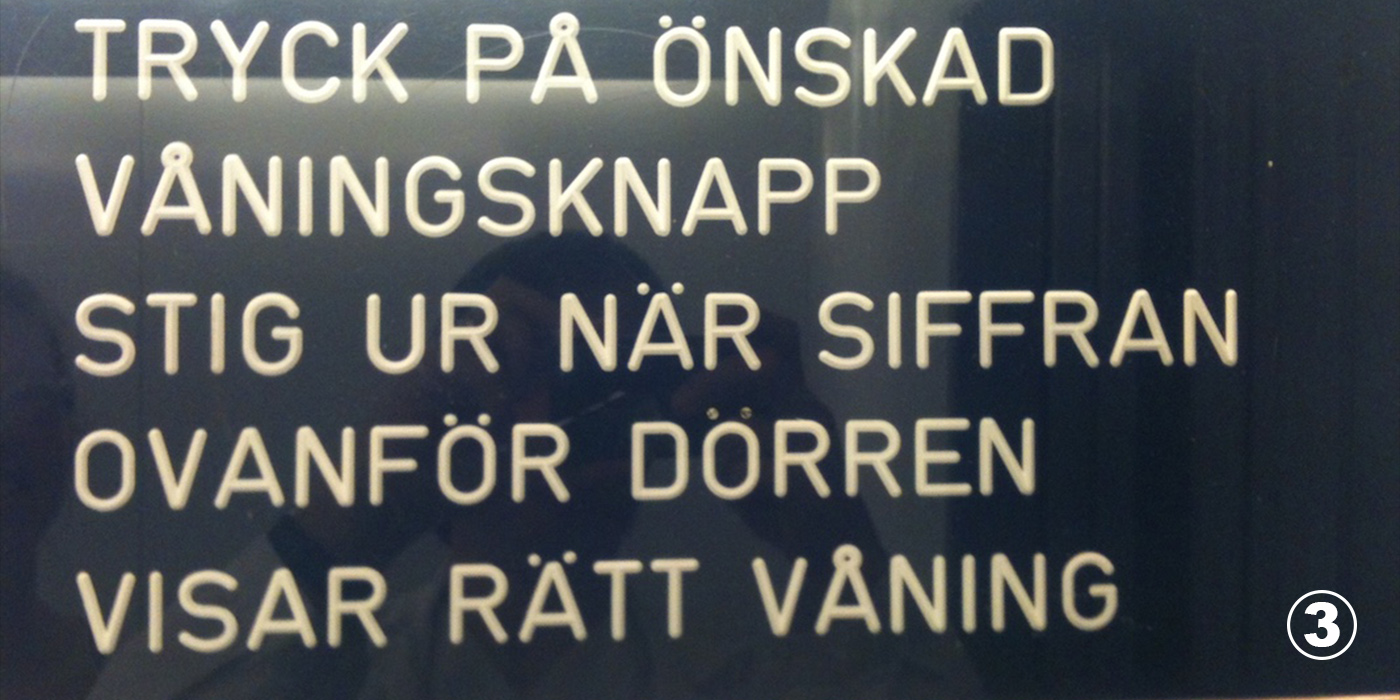 TRYCK PÅ ÖNSKAD
VÅNINGSKNAPP
STIG UR NÄR SIFFRAN
OVANFÖR DÖRREN
VISAR RÄTT VÅNING
3